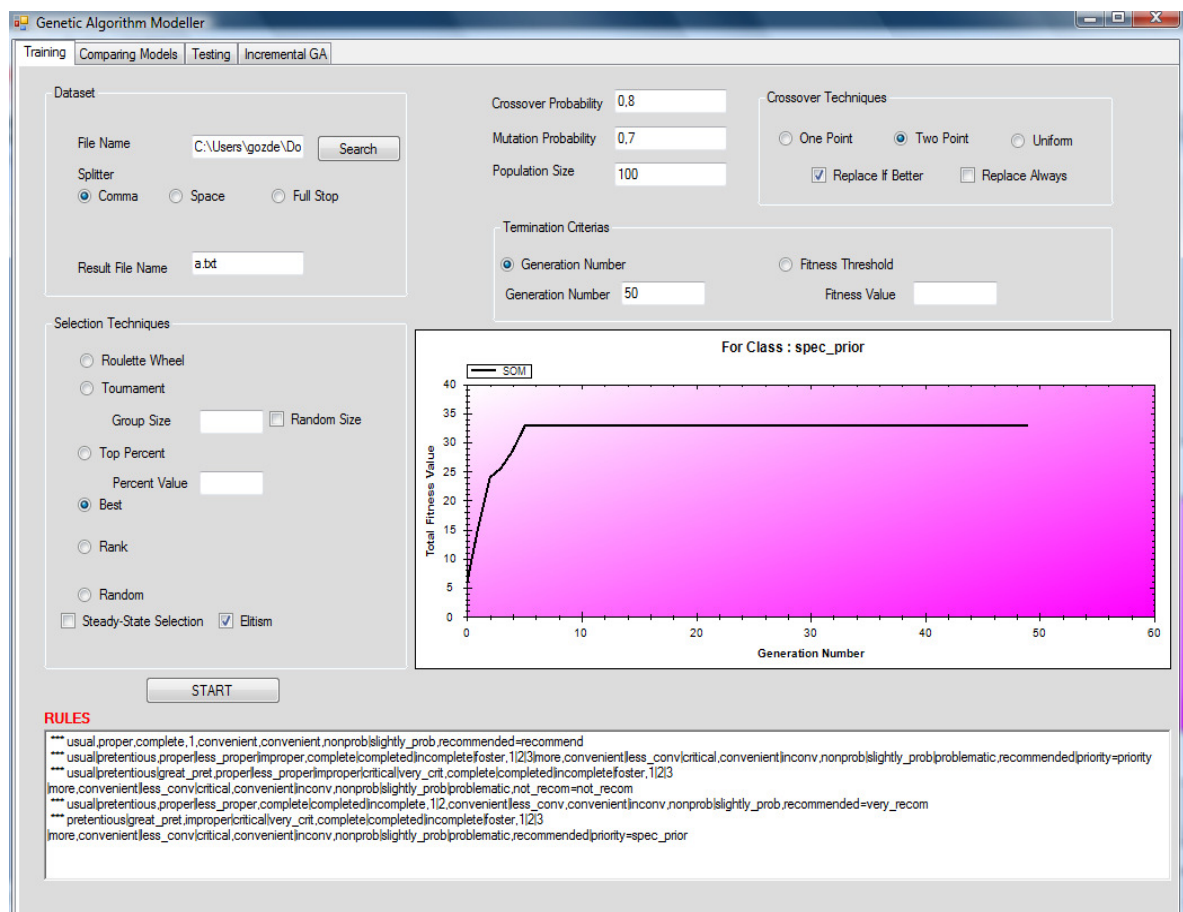 Genetic Algorithm Modeller
Training Comparing Models Testing Incremental GA
Dataset
File Name C:\Users\gozde\Do Search
Splitter
Comma Space Full Stop
Result File Name a.txt
Crossover Probability 0,8
Mutation Probability 0,7
Population Size 100
Crossover Techniques
One Point Two Point Uniform
Replace If Better Replace Always
Termination Criterias
Generation Number Fitness Threshold
Generation Number 50 Fitness Value
Selection Techniques
Roulette Wheel
Tournament
Group Size Random Size
Top Percent
Percent Value
Best
Rank
Random
Steady-State Selection Elitism
For Class : spec_prior
SOM
Total Fitness Value
40
35
30
25
20
15
10
5
0
0 10 20 30 40 50 60
Generation Number
START
RULES
*** usual,proper,complete,1,convenient,convenient,nonprob|slightly_prob,recommended=recommend
*** usual|pretentious,proper|less_proper|improper,complete|completed|incomplete|foster,1|2|3|more,convenient|less_conv|critical,convenient|inconv,nonprob|slightly_prob|problematic,recommended|priority=priority
*** usual|pretentious|great_pret,proper|less_proper|improper|critical|very_crit,complete|completed|incomplete|foster,1|2|3
|more,convenient|less_conv|critical,convenient|inconv,nonprob|slightly_prob|problematic,not_recom=not_recom
*** usual|pretentious,proper|less_proper,complete|completed|incomplete,1|2,convenient|less_conv,convenient|inconv,nonprob|slightly_prob,recommended=very_recom
*** pretentious|great_pret,improper|critical|very_crit,complete|completed|incomplete|foster,1|2|3
|more,convenient|less_conv|critical,convenient|inconv,nonprob|slightly_prob|problematic,recommended|priority=spec_prior